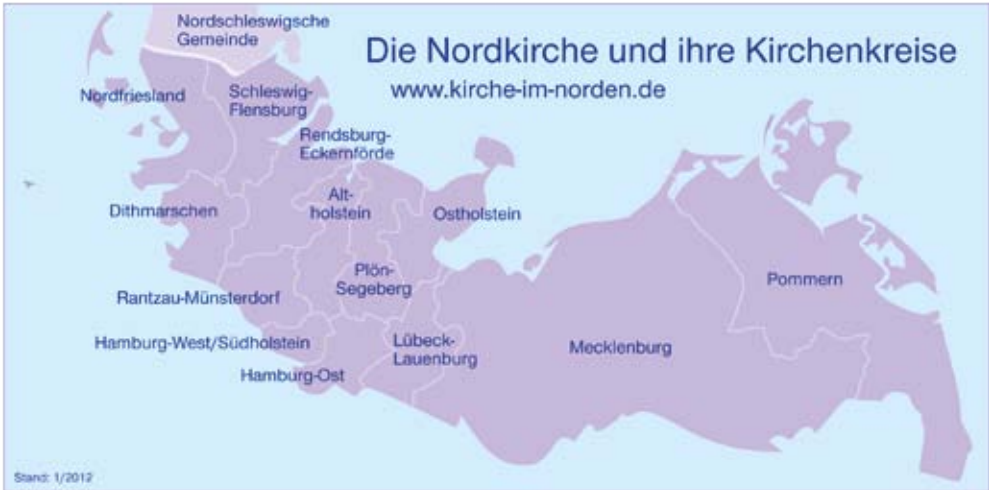 Nordschleswigsche
Gemeinde
Die Nordkirche und ihre Kirchenkreise
www.kirche-im-norden.de
Nordfriesland
Schleswig-
Flensburg
Rendsburg-
Eckernförde
Dithmarschen
Alt-
holstein
Ostholstein
Plön-
Segeberg
Pommern
Rantzau-Münsterdorf
Hamburg-West/Südholstein
Lübeck-
Lauenburg
Mecklenburg
Hamburg-Ost
Stand: 1/2012